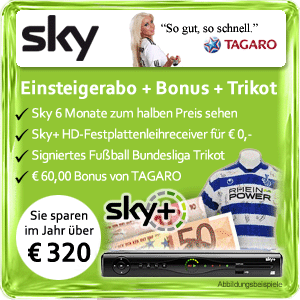 sky
“So gut, so schnell.”
TAGARO
Einsteigerabo + Bonus + Trikot
Sky 6 Monate zum halben Preis sehen
Sky+ HD-Festplattenleihreceiver für € 0,-
Signiertes Fußball Bundesliga Trikot
€ 60,00 Bonus von TAGARO
Sie sparen
im Jahr über
€ 320
sky+
50
RHEIN
POWER
Abbildungsbeispiele